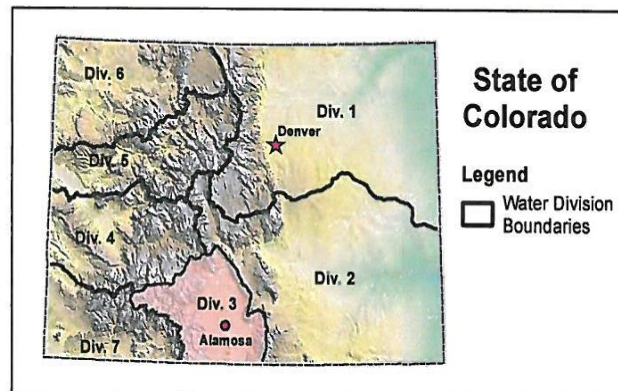 Div. 6
Div. 1
Denver
Div. 5
Div. 4
Div. 2
Div. 3
Alamosa
Div. 7
State of
Colorado
Legend
Water Division
Boundaries